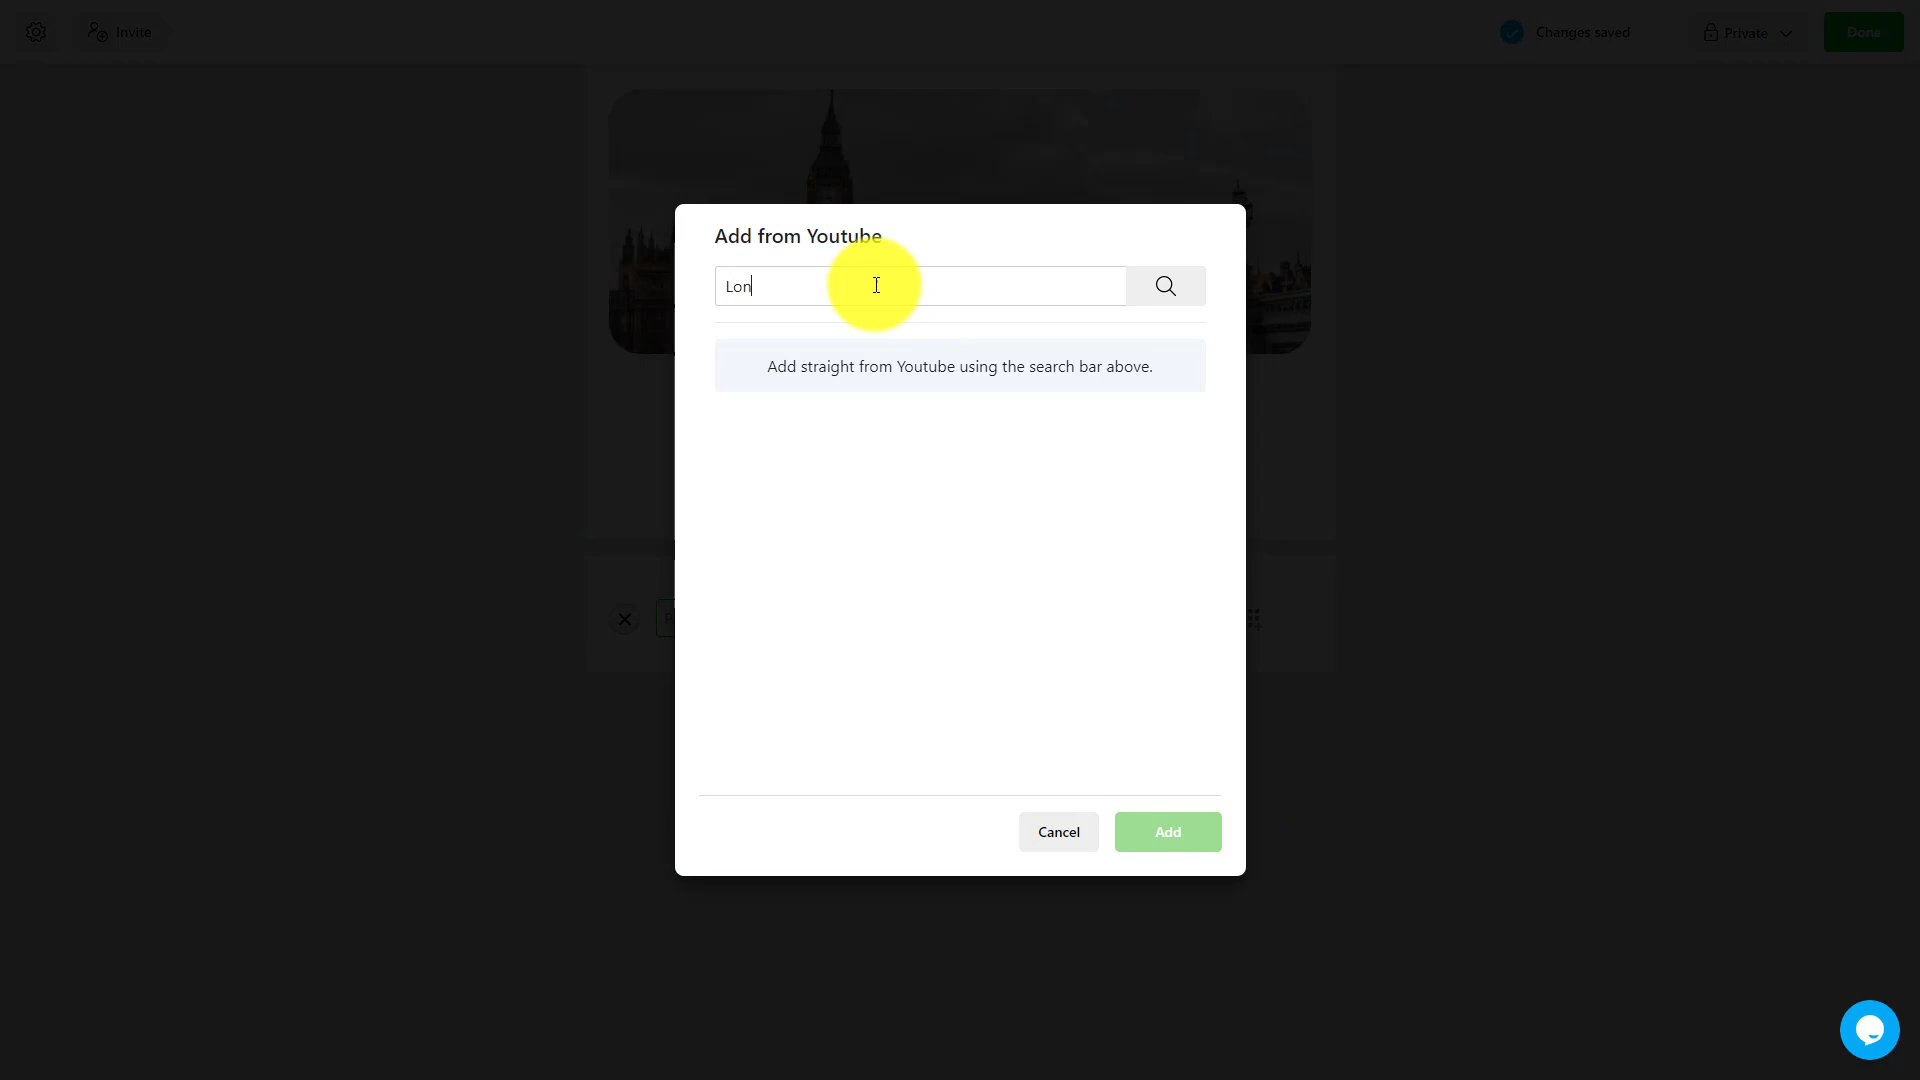 Invite
Changes saved
Private
Done
Add from Youtube
Lon
Add straight from Youtube using the search bar above.
P
Cancel
Add